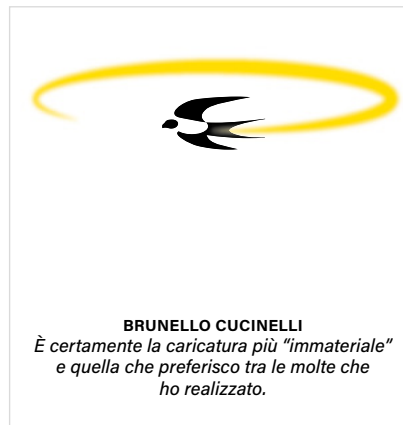 BRUNELLO CUCINELLI
È certamente la caricatura più “immateriale”
e quella che preferisco tra le molte che
ho realizzato.